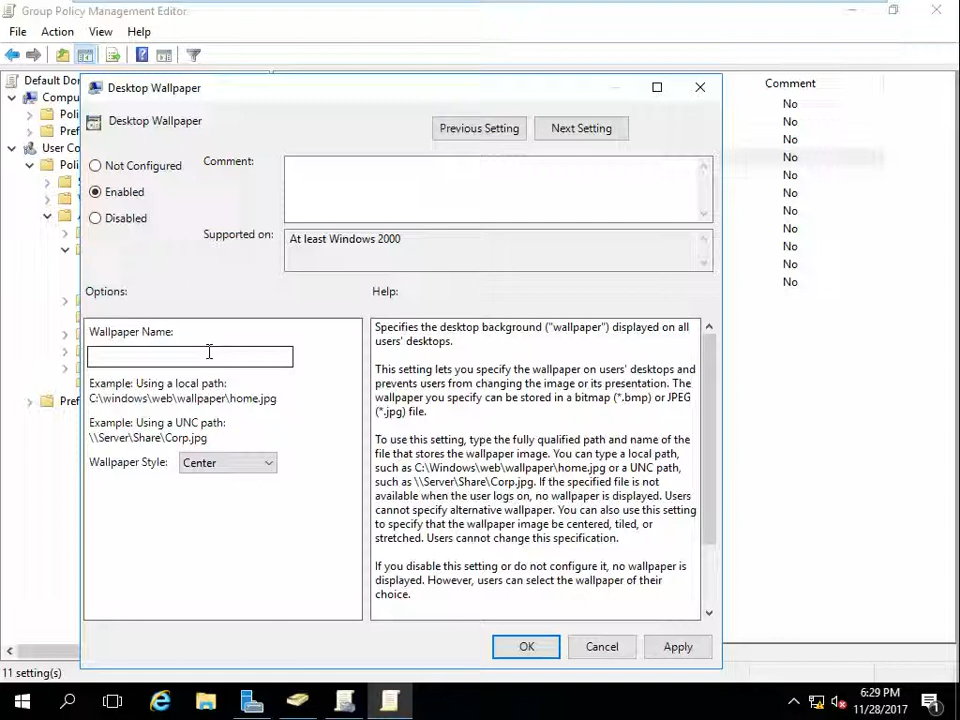 Group Policy Management Editor
File Action View Help
Default Do
Compu
Poli
Pref
User Co
Poli
Pref
11 setting(s)
Desktop Wallpaper
Desktop Wallpaper
Previous Setting
Next Setting
Not Configured
Enabled
Disabled
Comment:
Supported on:
At least Windows 2000
Options:
Help:
Wallpaper Name:
Example: Using a local path:
C:\windows\web\wallpaper\home.jpg
Example: Using a UNC path:
\\Server\Share\Corp.jpg
Wallpaper Style: Center
Specifies the desktop background ("wallpaper") displayed on all
users' desktops.
This setting lets you specify the wallpaper on users' desktops and
prevents users from changing the image or its presentation. The
wallpaper you specify can be stored in a bitmap (*.bmp) or JPEG
(*.jpg) file.
To use this setting, type the fully qualified path and name of the
file that stores the wallpaper image. You can type a local path,
such as C:\Windows\web\wallpaper\home.jpg or a UNC path,
such as \\Server\Share\Corp.jpg. If the specified file is not
available when the user logs on, no wallpaper is displayed. Users
cannot specify alternative wallpaper. You can also use this setting
to specify that the wallpaper image be centered, tiled, or
stretched. Users cannot change this specification.
If you disable this setting or do not configure it, no wallpaper is
displayed. However, users can select the wallpaper of their
choice.
OK
Cancel
Apply
Comment
No
No
No
No
No
No
No
No
No
No
No
6:29 PM
11/28/2017
1